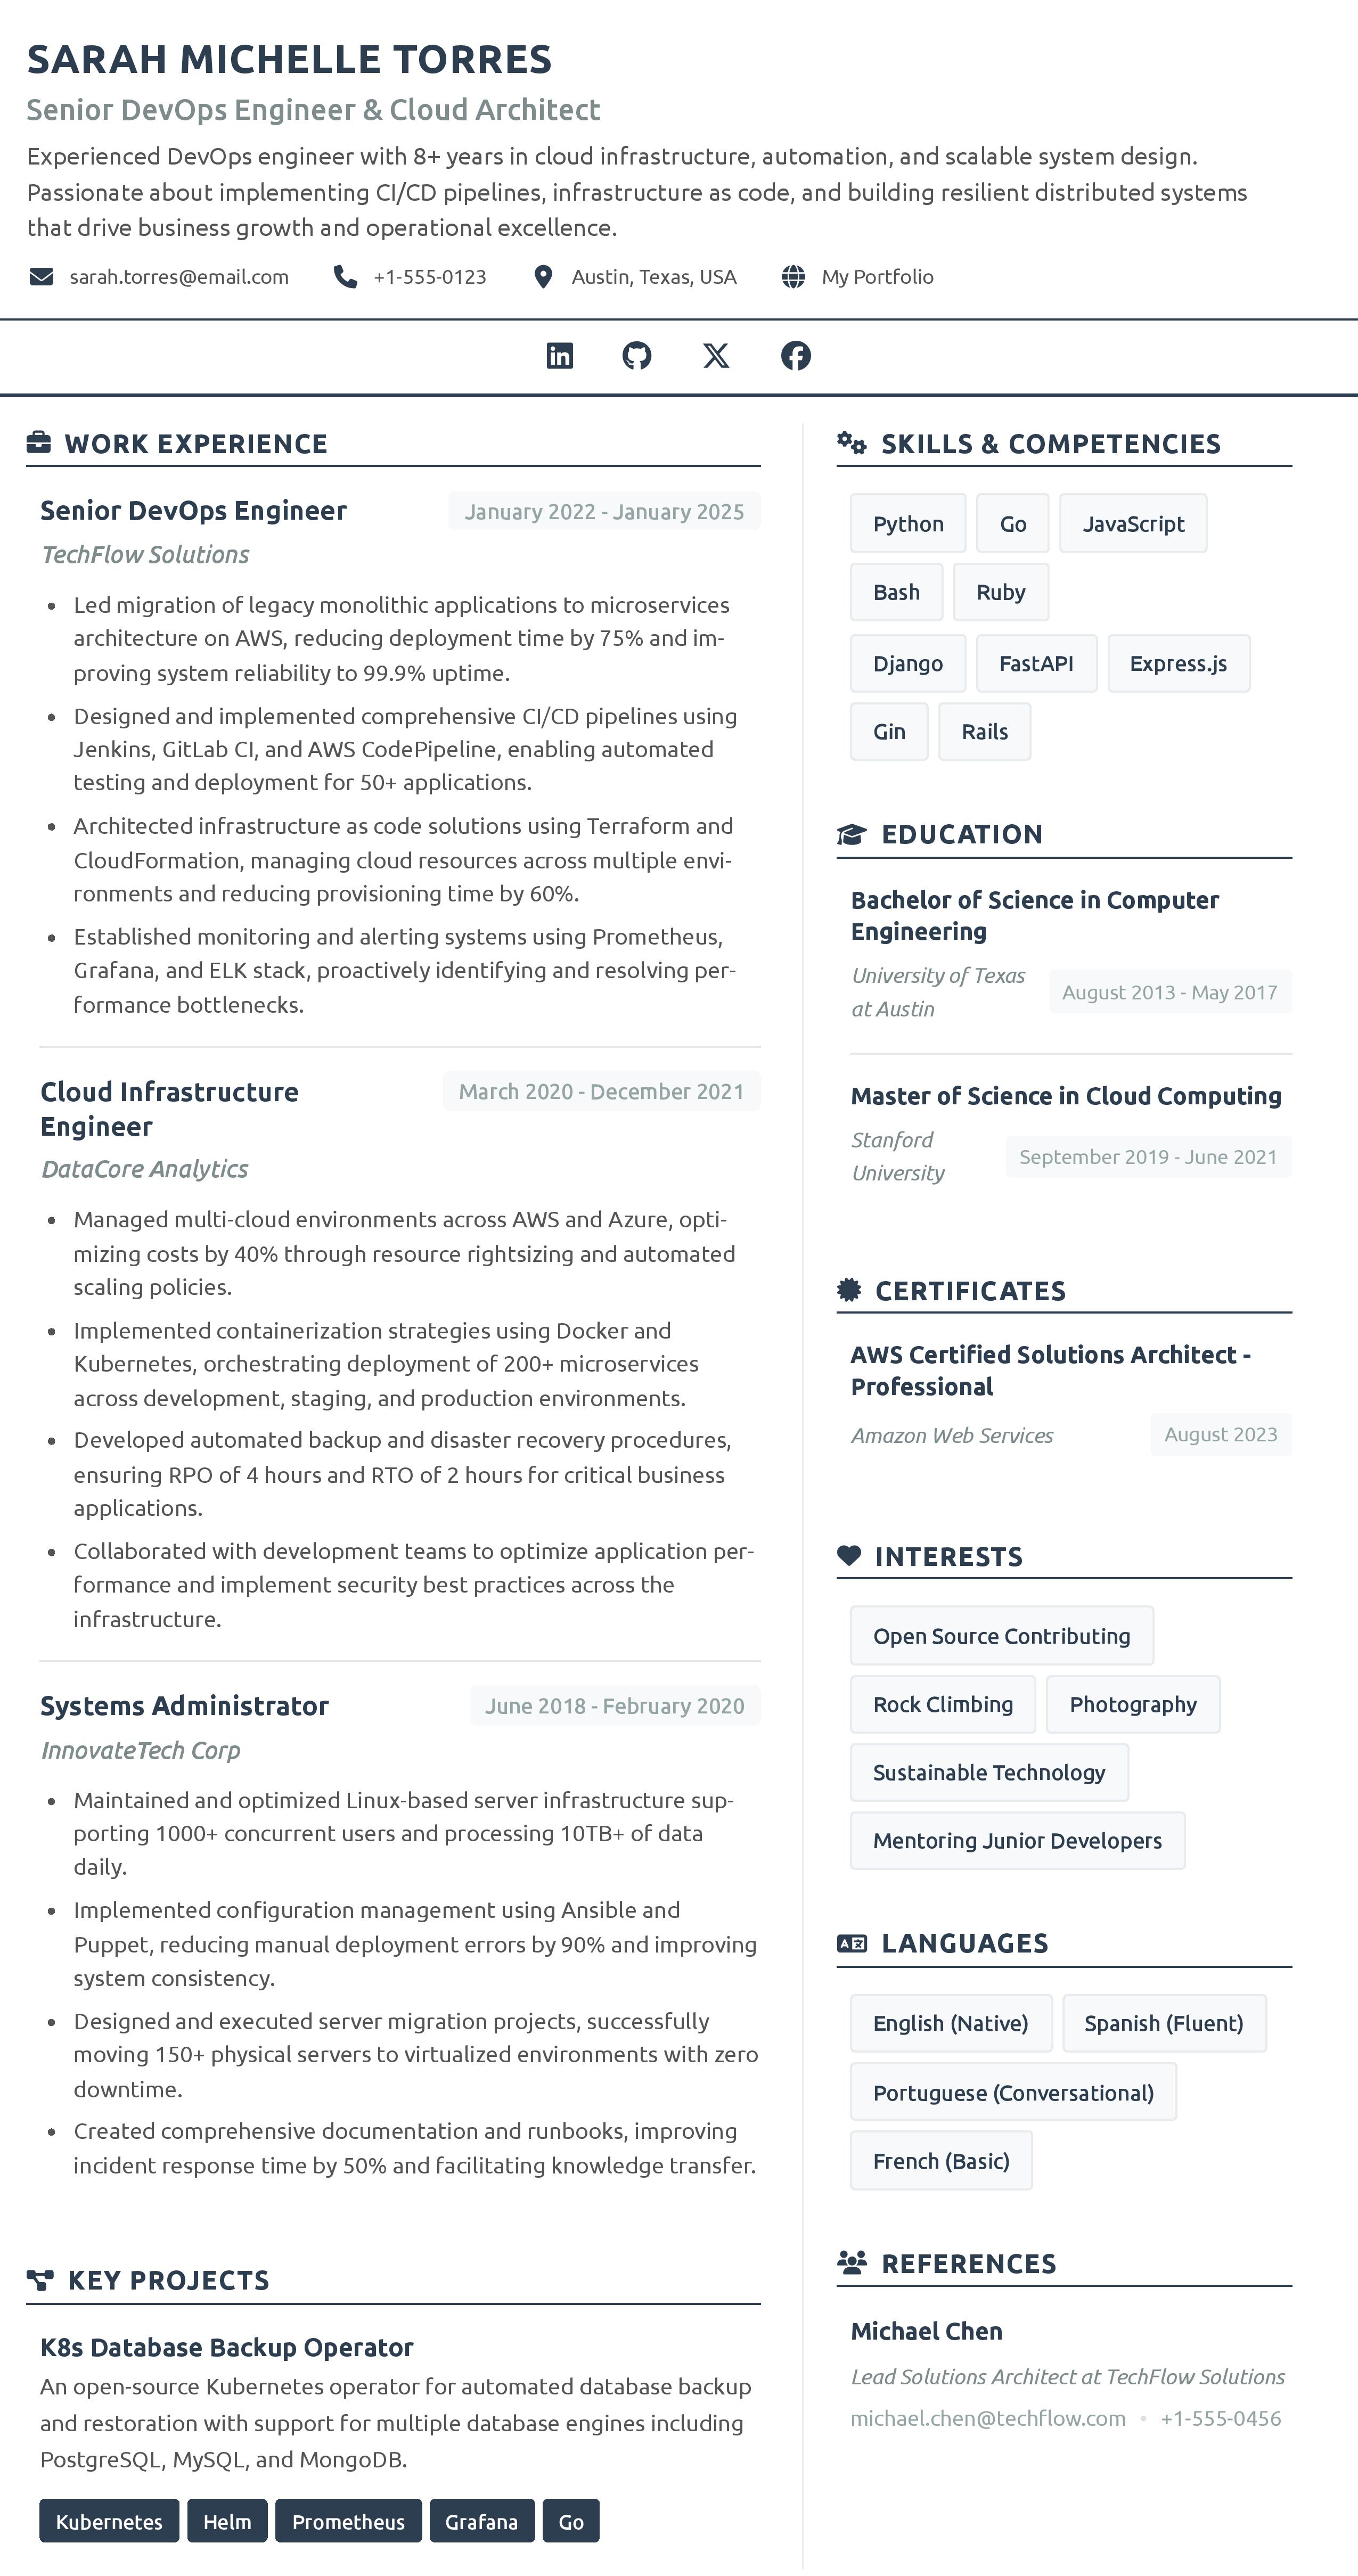 SARAH MICHELLE TORRES
Senior DevOps Engineer & Cloud Architect
Experienced DevOps engineer with 8+ years in cloud infrastructure, automation, and scalable system design.
Passionate about implementing CI/CD pipelines, infrastructure as code, and building resilient distributed systems
that drive business growth and operational excellence.
sarah.torres@email.com +1-555-0123 Austin, Texas, USA My Portfolio
WORK EXPERIENCE
Senior DevOps Engineer January 2022 - January 2025
TechFlow Solutions
• Led migration of legacy monolithic applications to microservices
architecture on AWS, reducing deployment time by 75% and im-
proving system reliability to 99.9% uptime.
• Designed and implemented comprehensive CI/CD pipelines using
Jenkins, GitLab CI, and AWS CodePipeline, enabling automated
testing and deployment for 50+ applications.
• Architected infrastructure as code solutions using Terraform and
CloudFormation, managing cloud resources across multiple envi-
ronments and reducing provisioning time by 60%.
• Established monitoring and alerting systems using Prometheus,
Grafana, and ELK stack, proactively identifying and resolving per-
formance bottlenecks.
Cloud Infrastructure March 2020 - December 2021
Engineer
DataCore Analytics
• Managed multi-cloud environments across AWS and Azure, opti-
mizing costs by 40% through resource rightsizing and automated
scaling policies.
• Implemented containerization strategies using Docker and
Kubernetes, orchestrating deployment of 200+ microservices
across development, staging, and production environments.
• Developed automated backup and disaster recovery procedures,
ensuring RPO of 4 hours and RTO of 2 hours for critical business
applications.
• Collaborated with development teams to optimize application per-
formance and implement security best practices across the
infrastructure.
Systems Administrator June 2018 - February 2020
InnovateTech Corp
• Maintained and optimized Linux-based server infrastructure sup-
porting 1000+ concurrent users and processing 10TB+ of data
daily.
• Implemented configuration management using Ansible and
Puppet, reducing manual deployment errors by 90% and improving
system consistency.
• Designed and executed server migration projects, successfully
moving 150+ physical servers to virtualized environments with zero
downtime.
• Created comprehensive documentation and runbooks, improving
incident response time by 50% and facilitating knowledge transfer.
KEY PROJECTS
K8s Database Backup Operator
An open-source Kubernetes operator for automated database backup
and restoration with support for multiple database engines including
PostgreSQL, MySQL, and MongoDB.
Kubernetes Helm Prometheus Grafana Go
SKILLS & COMPETENCIES
Python Go JavaScript
Bash Ruby
Django FastAPI Express.js
Gin Rails
EDUCATION
Bachelor of Science in Computer
Engineering
University of Texas
at Austin
August 2013 - May 2017
Master of Science in Cloud Computing
Stanford
University
September 2019 - June 2021
CERTIFICATES
AWS Certified Solutions Architect -
Professional
Amazon Web Services August 2023
INTERESTS
Open Source Contributing
Rock Climbing Photography
Sustainable Technology
Mentoring Junior Developers
LANGUAGES
English (Native) Spanish (Fluent)
Portuguese (Conversational)
French (Basic)
REFERENCES
Michael Chen
Lead Solutions Architect at TechFlow Solutions
michael.chen@techflow.com • +1-555-0456